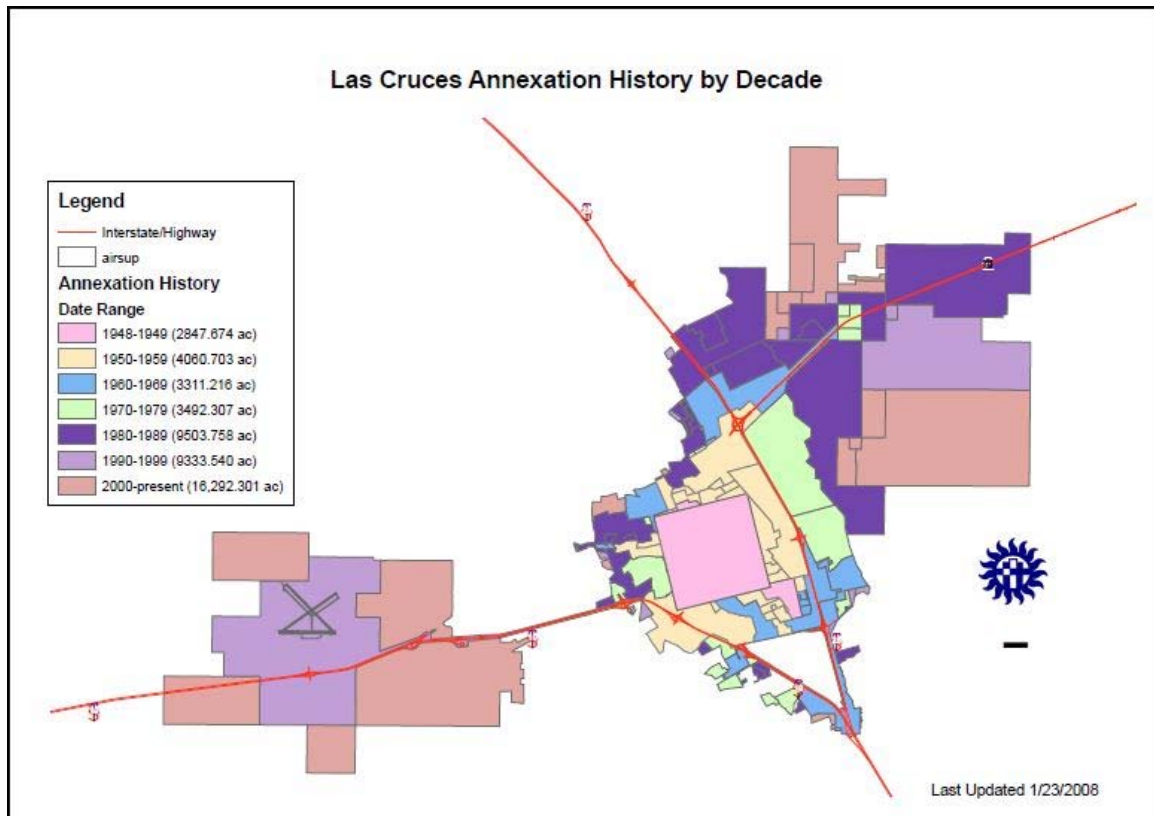 Las Cruces Annexation History by Decade
Legend
Interstate/Highway
airsup
Annexation History
Date Range
1948-1949 (2847.674 ac)
1950-1959 (4060.703 ac)
1960-1969 (3311.216 ac)
1970-1979 (3492.307 ac)
1980-1989 (9503.758 ac)
1990-1999 (9333.540 ac)
2000-present (16,292.301 ac)
Last Updated 1/23/2008